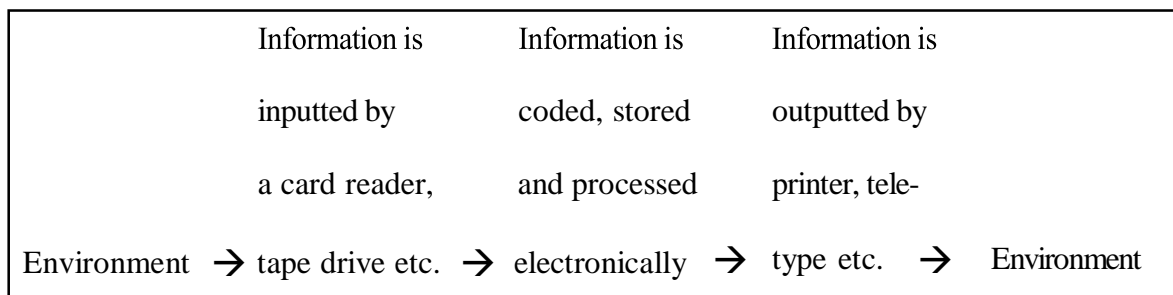 Information is Information is Information is
inputted by coded, stored outputted by
a card reader, and processed printer, tele-
Environment → tape drive etc. → electronically → type etc. → Environment